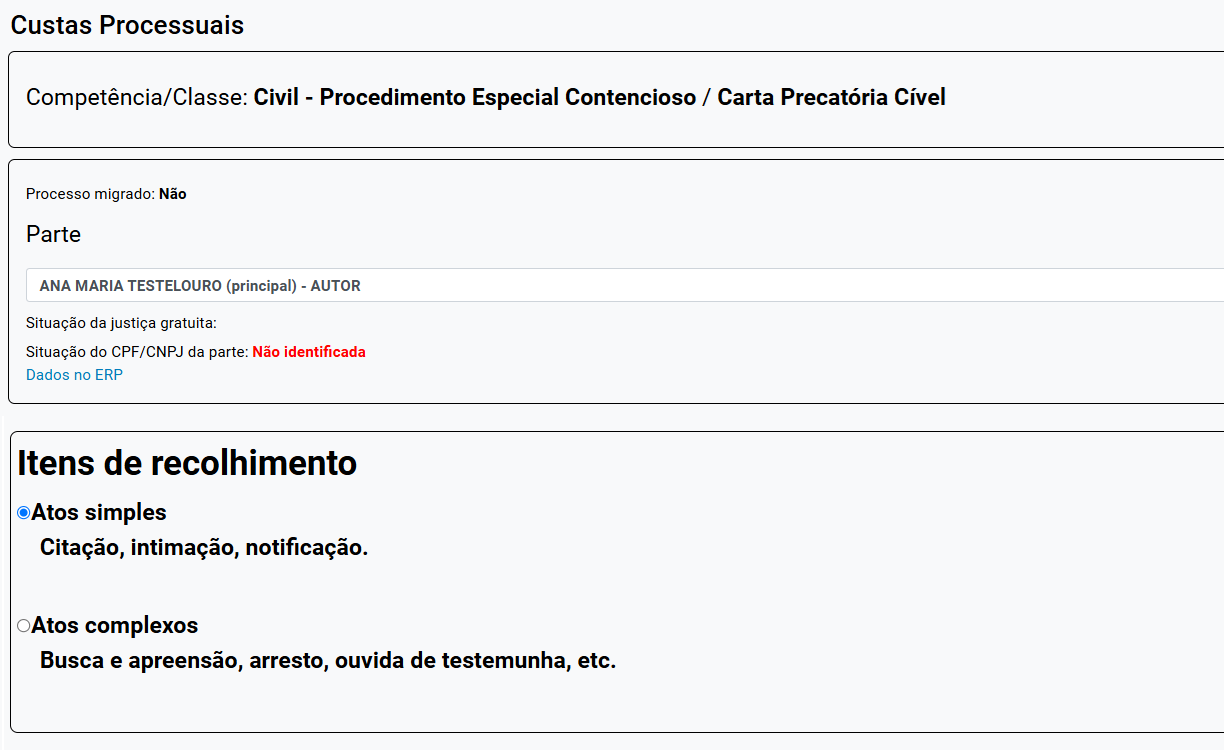 Custas Processuais
Competência/Classe: Civil - Procedimento Especial Contencioso / Carta Precatória Cível
Processo migrado: Não
Parte
ANA MARIA TESTELOURO (principal) - AUTOR
Situação da justiça gratuita:
Situação do CPF/CNPJ da parte: Não identificada
Dados no ERP
Itens de recolhimento
Atos simples
Citação, intimação, notificação.
Atos complexos
Busca e apreensão, arresto, ouvida de testemunha, etc.